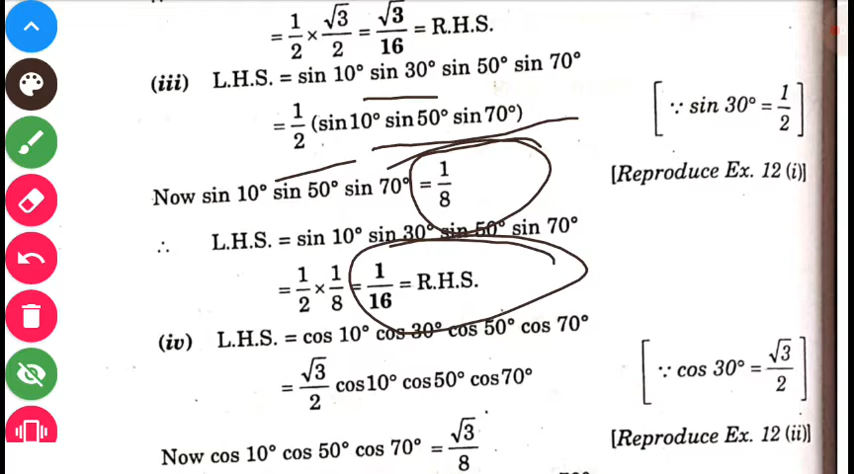 = 1/2 × √3/2 = √3/16 = R.H.S.
(iii) L.H.S. = sin 10° sin 30° sin 50° sin 70°
= 1/2 (sin 10° sin 50° sin 70°) [∵ sin 30° = 1/2]
Now sin 10° sin 50° sin 70° = 1/8 [Reproduce Ex. 12 (i)]
∴ L.H.S. = sin 10° sin 30° sin 50° sin 70°
= 1/2 × 1/8 = 1/16 = R.H.S.
(iv) L.H.S. = cos 10° cos 30° cos 50° cos 70°
= √3/2 cos 10° cos 50° cos 70° [∵ cos 30° = √3/2]
Now cos 10° cos 50° cos 70° = √3/8 [Reproduce Ex. 12 (ii)]